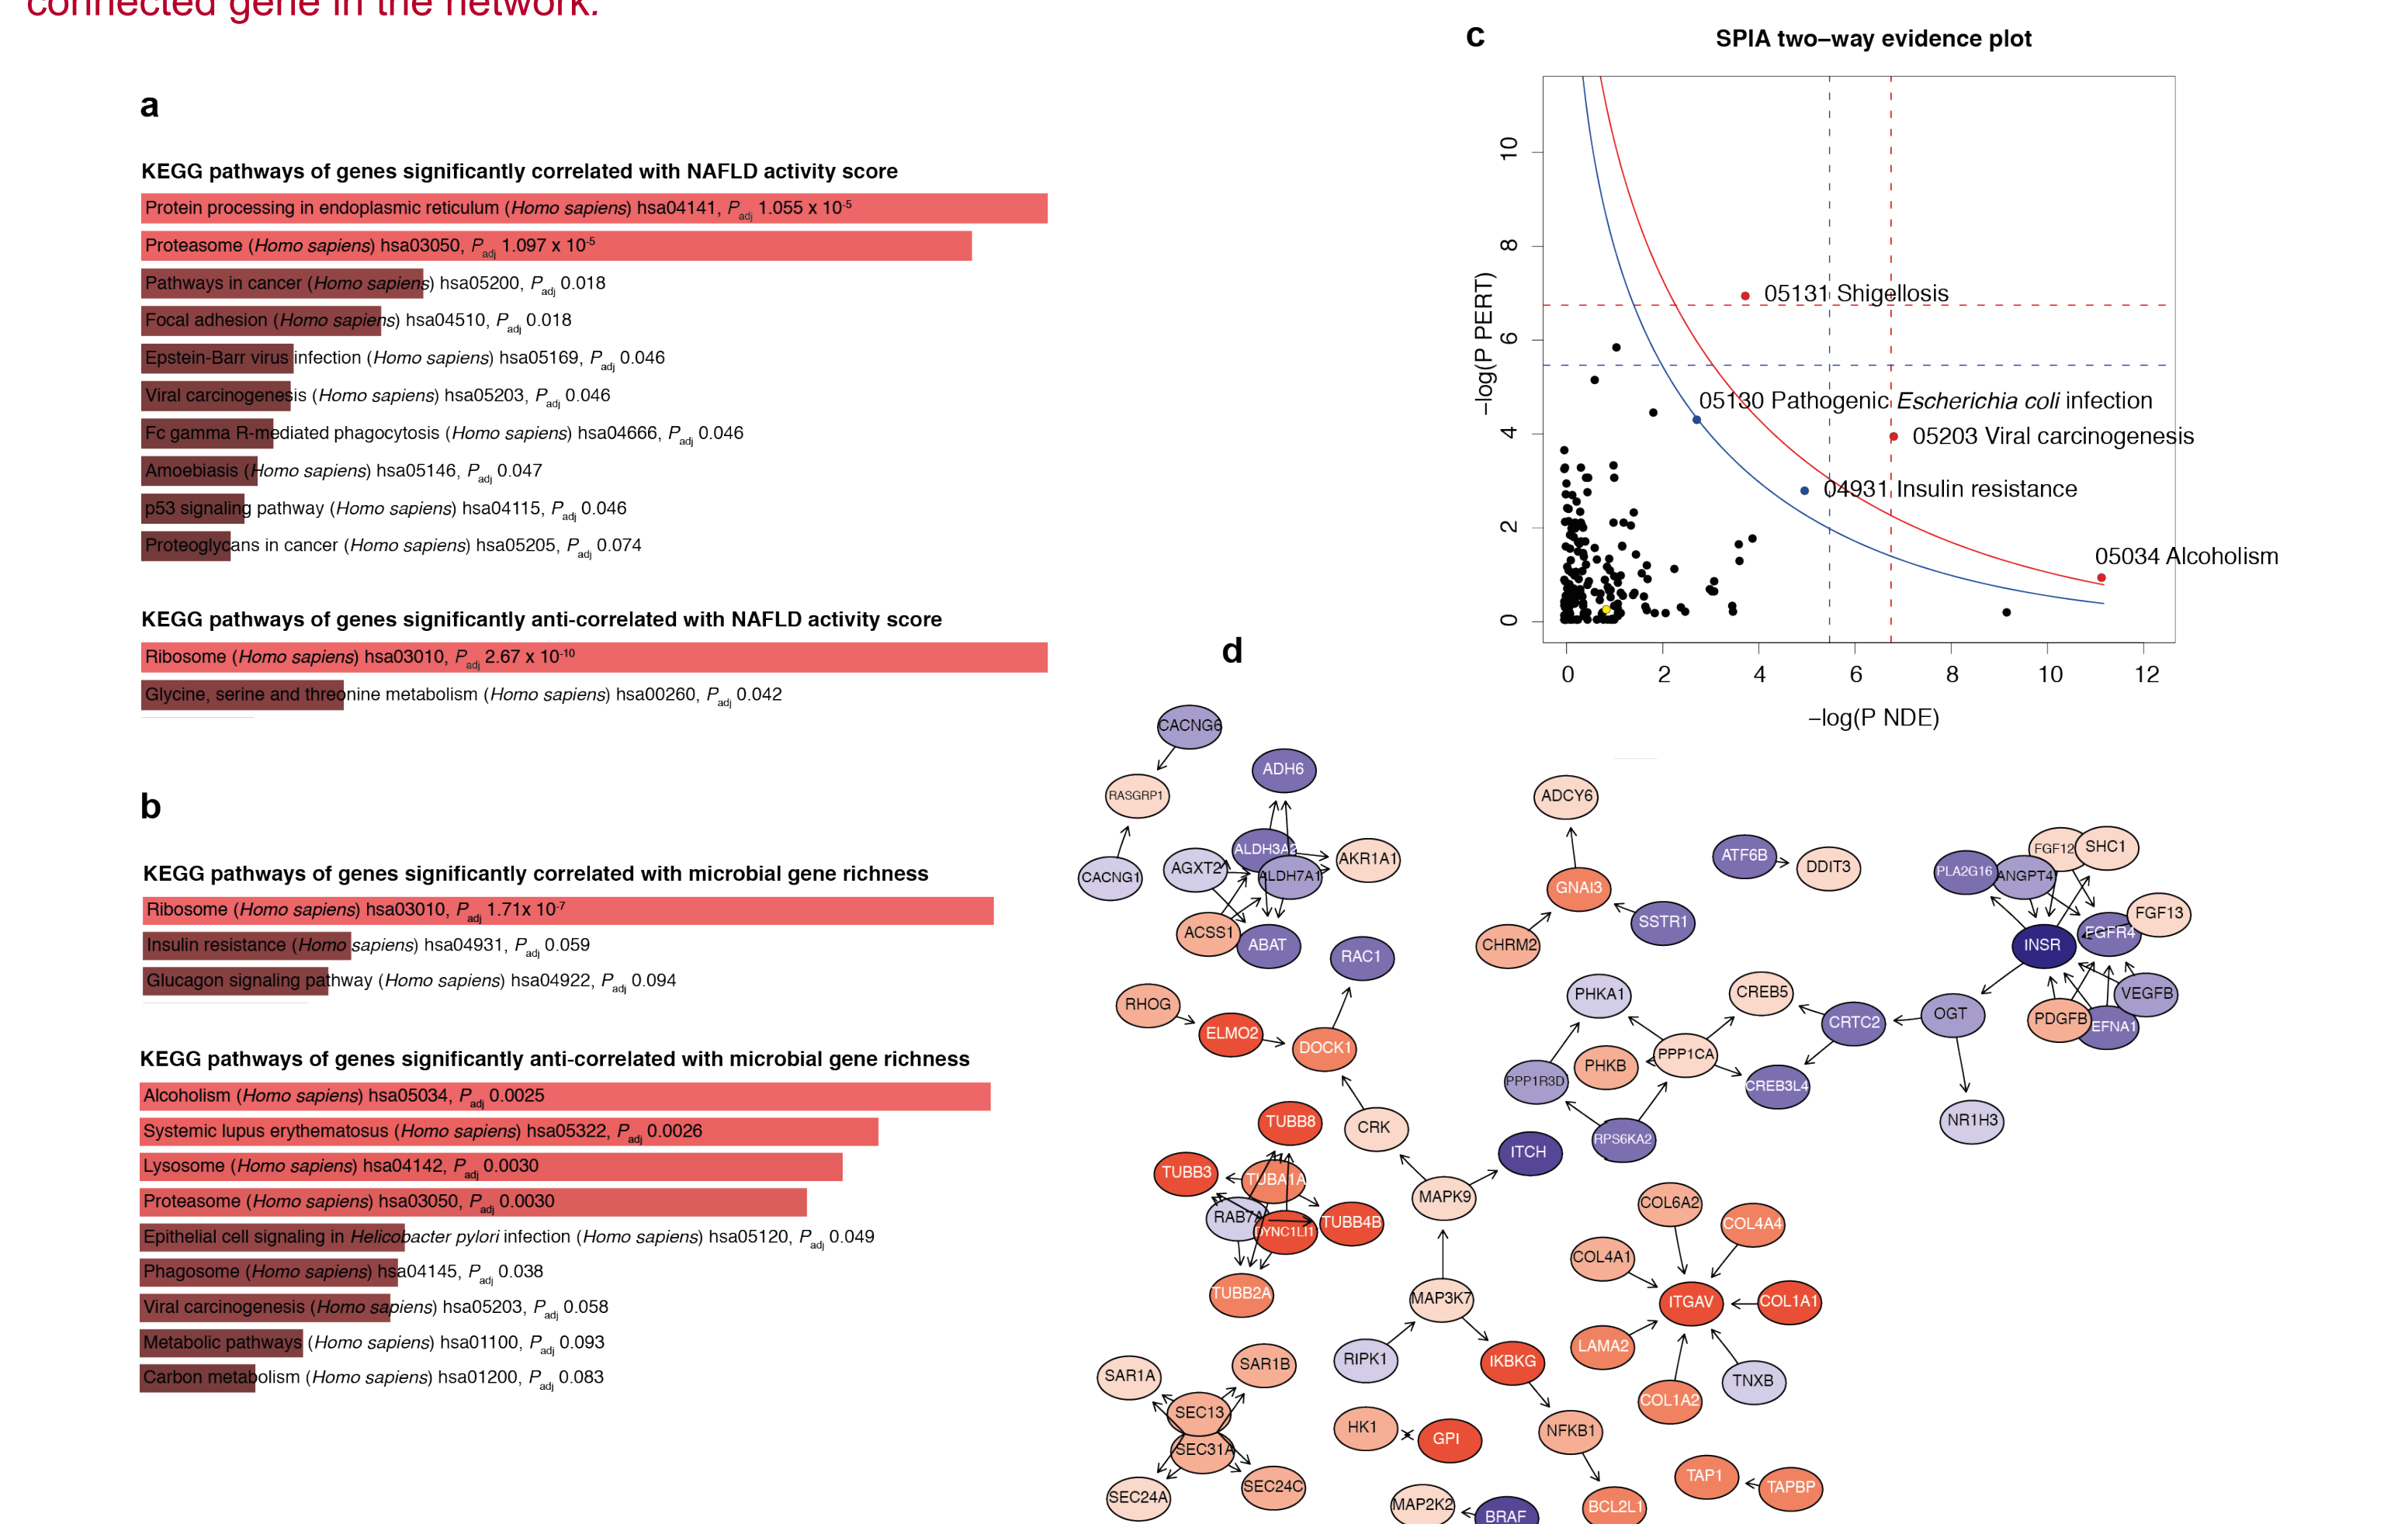 connected gene in the network.
a
KEGG pathways of genes significantly correlated with NAFLD activity score
Protein processing in endoplasmic reticulum (Homo sapiens) hsa04141, Padj 1.055 x 10-5
Proteasome (Homo sapiens) hsa03050, Padj 1.097 x 10-5
Pathways in cancer (Homo sapiens) hsa05200, Padj 0.018
Focal adhesion (Homo sapiens) hsa04510, Padj 0.018
Epstein-Barr virus infection (Homo sapiens) hsa05169, Padj 0.046
Viral carcinogenesis (Homo sapiens) hsa05203, Padj 0.046
Fc gamma R-mediated phagocytosis (Homo sapiens) hsa04666, Padj 0.046
Amoebiasis (Homo sapiens) hsa05146, Padj 0.047
p53 signaling pathway (Homo sapiens) hsa04115, Padj 0.046
Proteoglycans in cancer (Homo sapiens) hsa05205, Padj 0.074
KEGG pathways of genes significantly anti-correlated with NAFLD activity score
Ribosome (Homo sapiens) hsa03010, Padj 2.67 x 10-10
Glycine, serine and threonine metabolism (Homo sapiens) hsa00260, Padj 0.042
b
KEGG pathways of genes significantly correlated with microbial gene richness
Ribosome (Homo sapiens) hsa03010, Padj 1.71x 10-7
Insulin resistance (Homo sapiens) hsa04931, Padj 0.059
Glucagon signaling pathway (Homo sapiens) hsa04922, Padj 0.094
KEGG pathways of genes significantly anti-correlated with microbial gene richness
Alcoholism (Homo sapiens) hsa05034, Padj 0.0025
Systemic lupus erythematosus (Homo sapiens) hsa05322, Padj 0.0026
Lysosome (Homo sapiens) hsa04142, Padj 0.0030
Proteasome (Homo sapiens) hsa03050, Padj 0.0030
Epithelial cell signaling in Helicobacter pylori infection (Homo sapiens) hsa05120, Padj 0.049
Phagosome (Homo sapiens) hsa04145, Padj 0.038
Viral carcinogenesis (Homo sapiens) hsa05203, Padj 0.058
Metabolic pathways (Homo sapiens) hsa01100, Padj 0.093
Carbon metabolism (Homo sapiens) hsa01200, Padj 0.083
c
SPIA two–way evidence plot
–log(P PERT)
10
8
6
4
2
0
05131 Shigellosis
05130 Pathogenic Escherichia coli infection
05203 Viral carcinogenesis
04931 Insulin resistance
05034 Alcoholism
0 2 4 6 8 10 12
–log(P NDE)
d
CACNG6
RASGRP1
CACNG1
ADH6
ALDH3A2
AGXT2
ALDH7A1
AKR1A1
ACSS1
ABAT
RAC1
RHOG
ELMO2
DOCK1
CRK
TUBB8
TUBB3
TUBA1A
RAB7A
DYNC1LI1
TUBB4B
TUBB2A
ITCH
MAPK9
MAP3K7
RIPK1
IKBKG
NFKB1
BCL2L1
SAR1A
SAR1B
SEC13
SEC31A
SEC24A
SEC24C
HK1
GPI
MAP2K2
BRAF
ADCY6
GNAI3
CHRM2
SSTR1
ATF6B
DDIT3
FGF12
SHC1
PLA2G16
ANGPT4
FGF13
INSR
FGFR4
VEGFB
PDGFB
EFNA1
OGT
CRTC2
NR1H3
PHKA1
CREB5
PPP1CA
PHKB
PPP1R3D
CREB3L4
RPS6KA2
COL6A2
COL4A4
COL4A1
ITGAV
COL1A1
LAMA2
TNXB
COL1A2
TAP1
TAPBP